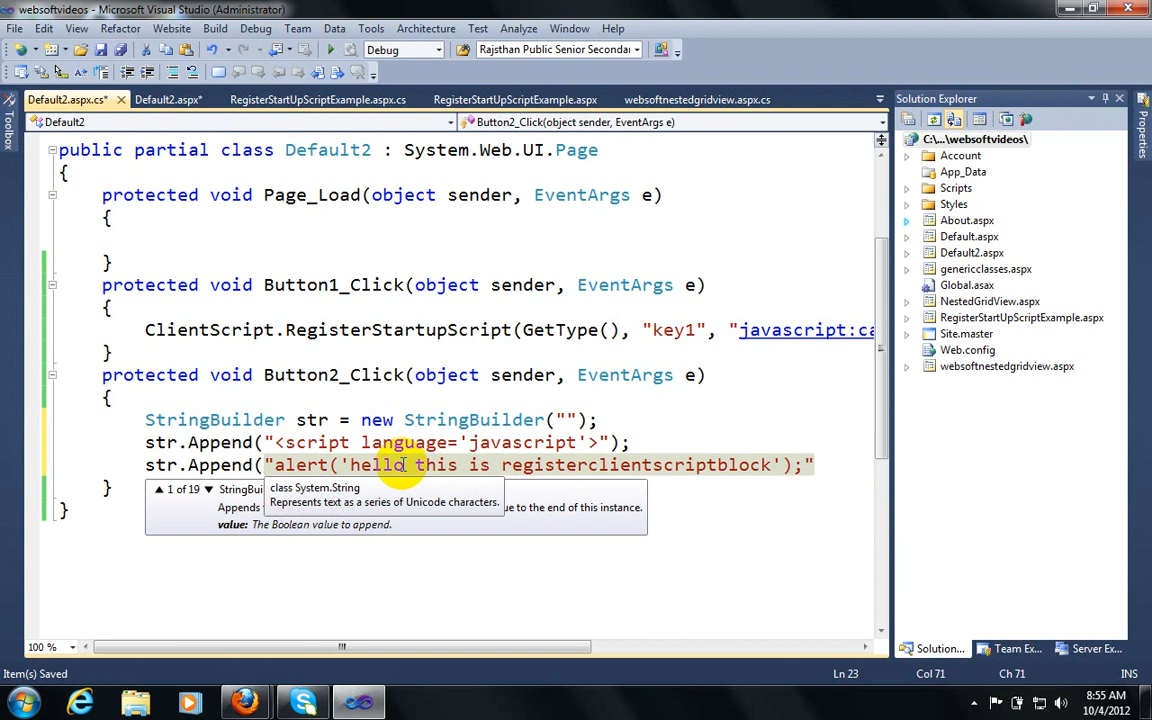 websoftvideos - Microsoft Visual Studio (Administrator)
File Edit View Refactor Website Build Debug Team Data Tools Architecture Test Analyze Window Help
Debug Rajasthan Public Senior Secondar
Default2.aspx.cs* Default2.aspx* RegisterStartUpScriptExample.aspx.cs RegisterStartUpScriptExample.aspx websoftnestedgridview.aspx.cs
Default2 Button2_Click(object sender, EventArgs e)
Toolbox
public partial class Default2 : System.Web.UI.Page
{
protected void Page_Load(object sender, EventArgs e)
{
}
protected void Button1_Click(object sender, EventArgs e)
{
ClientScript.RegisterStartupScript(GetType(), "key1", "javascript:ca
}
protected void Button2_Click(object sender, EventArgs e)
{
StringBuilder str = new StringBuilder("");
str.Append("<script language='javascript'>");
str.Append("alert('hello this is registerclientscriptblock');"
}
}
1 of 19 StringBui
Appends
class System.String
Represents text as a series of Unicode characters.
ue to the end of this instance.
value: The Boolean value to append.
100 %
Solution Explorer
C:\...\websoftvideos\
Account
App_Data
Scripts
Styles
About.aspx
Default.aspx
Default2.aspx
genericclasses.aspx
Global.asax
NestedGridView.aspx
RegisterStartUpScriptExample.aspx
Site.master
Web.config
websoftnestedgridview.aspx
Solution... Team Ex... Server Ex...
Properties
Item(s) Saved Ln 23 Col 71 Ch 71 INS
8:55 AM
10/4/2012